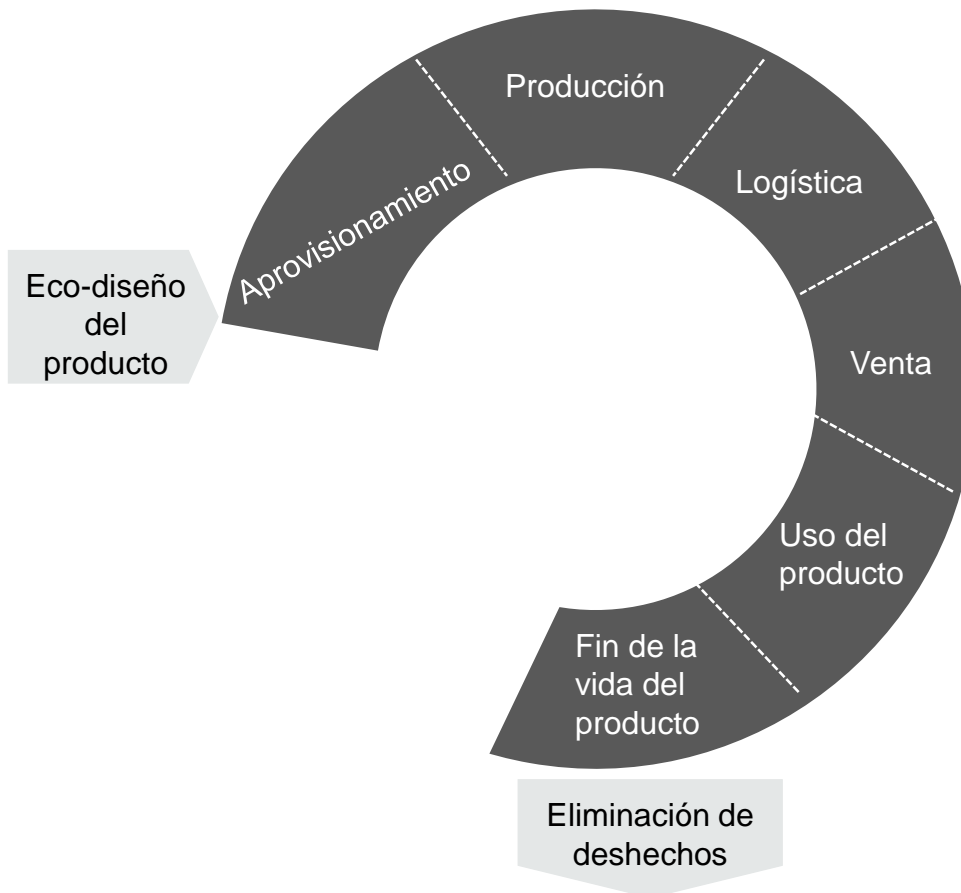 Eco-diseño
del
producto
Aprovisionamiento
Producción
Logística
Venta
Uso del
producto
Fin de la
vida del
producto
Eliminación de
deshechos